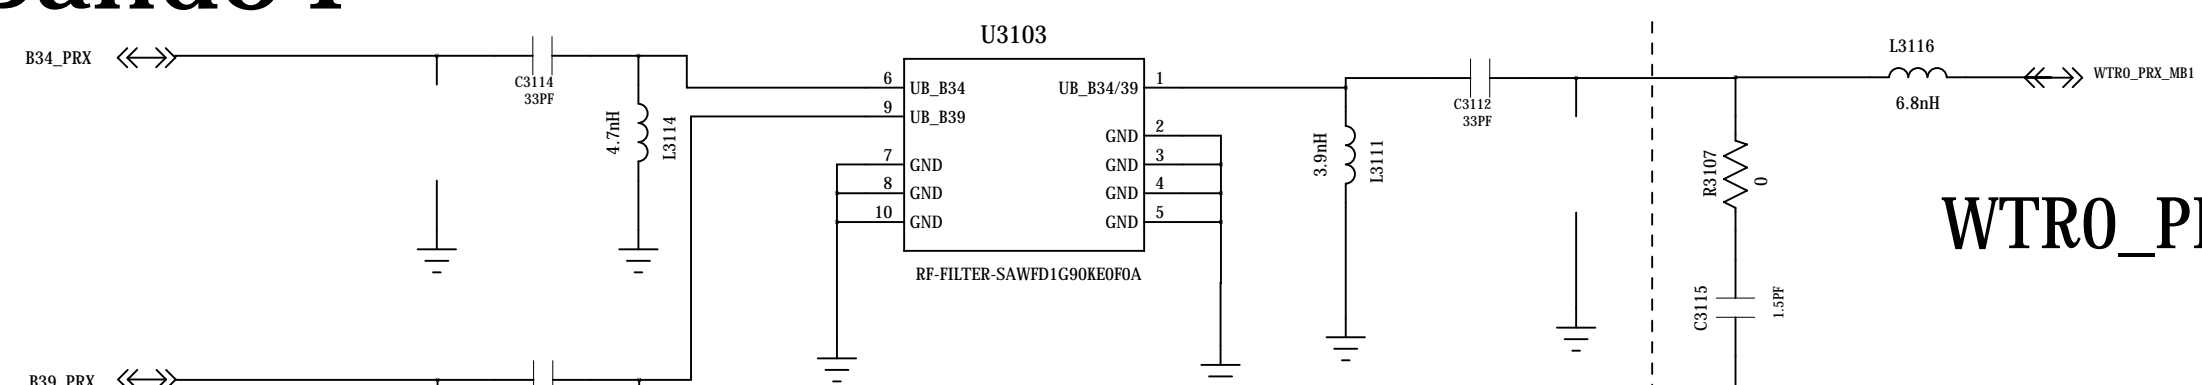 U3103
B34_PRX
C3114
33PF
4.7nH
L3114
6
UB_B34
9
UB_B39
7
GND
8
GND
10
GND
UB_B34/39
1
GND
2
GND
3
GND
4
GND
5
RF-FILTER-SAWFD1G90KE0F0A
3.9nH
L3111
C3112
33PF
L3116
6.8nH
WTR0_PRX_MB1
R3107
0
C3115
1.5PF
WTR0_P
B39_PRX